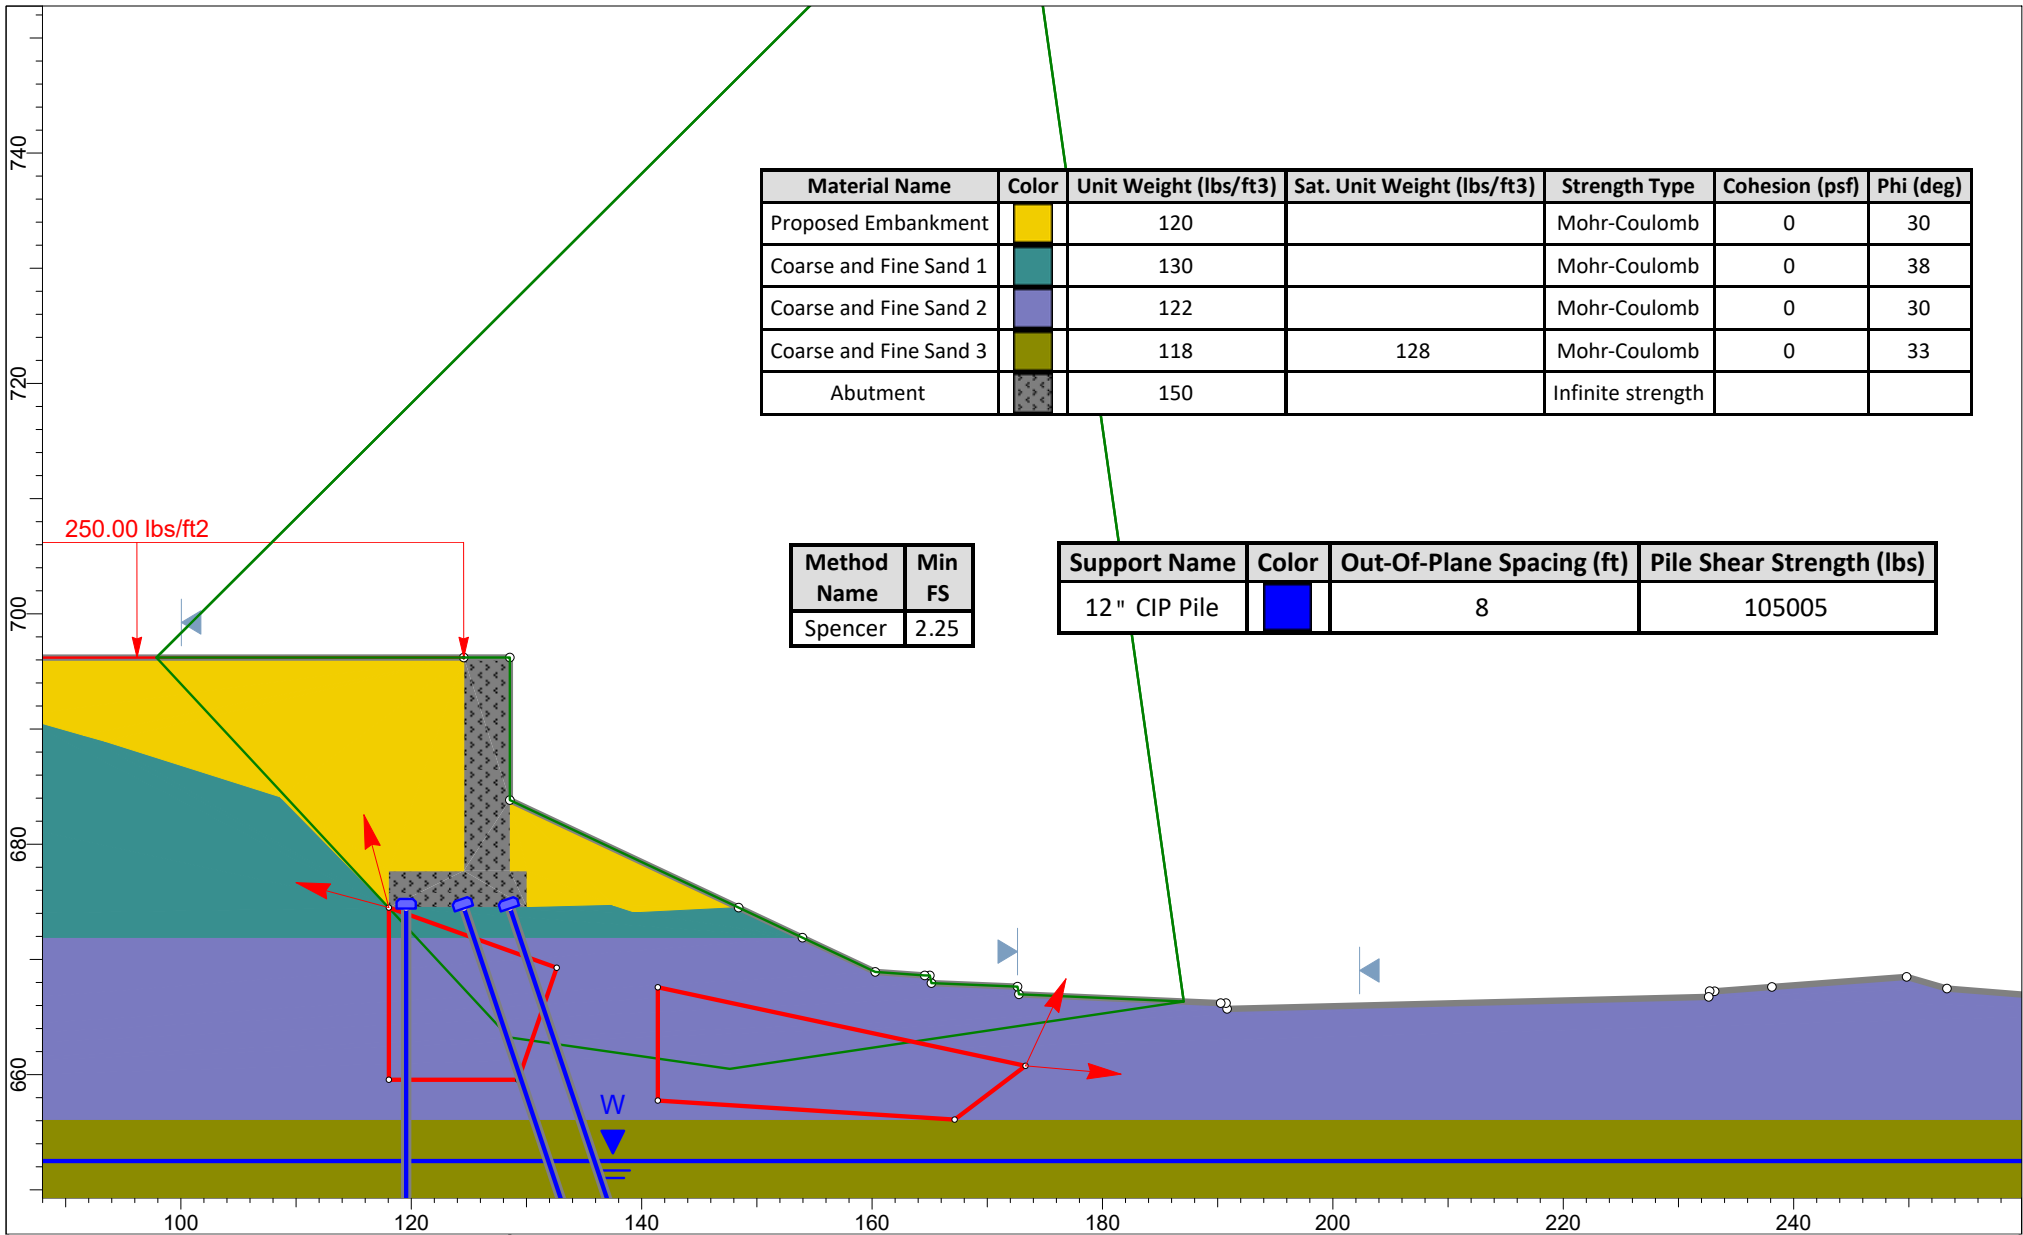 740
Material Name Color Unit Weight (lbs/ft3) Sat. Unit Weight (lbs/ft3) Strength Type Cohesion (psf) Phi (deg)
Proposed Embankment 120 Mohr-Coulomb 0 30
Coarse and Fine Sand 1 130 Mohr-Coulomb 0 38
Coarse and Fine Sand 2 122 Mohr-Coulomb 0 30
Coarse and Fine Sand 3 118 128 Mohr-Coulomb 0 33
Abutment 150 Infinite strength
720
250.00 lbs/ft2
Method Name Min FS
Spencer 2.25
Support Name Color Out-Of-Plane Spacing (ft) Pile Shear Strength (lbs)
12" CIP Pile 8 105005
700
680
660
W
100 120 140 160 180 200 220 240